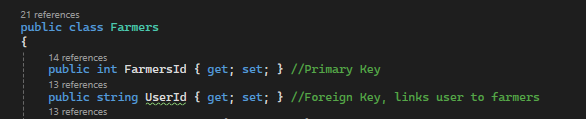 21 references
public class Farmers
{
14 references
public int FarmersId { get; set; } //Primary Key
13 references
public string UserId { get; set; } //Foreign Key, links user to farmers
13 references